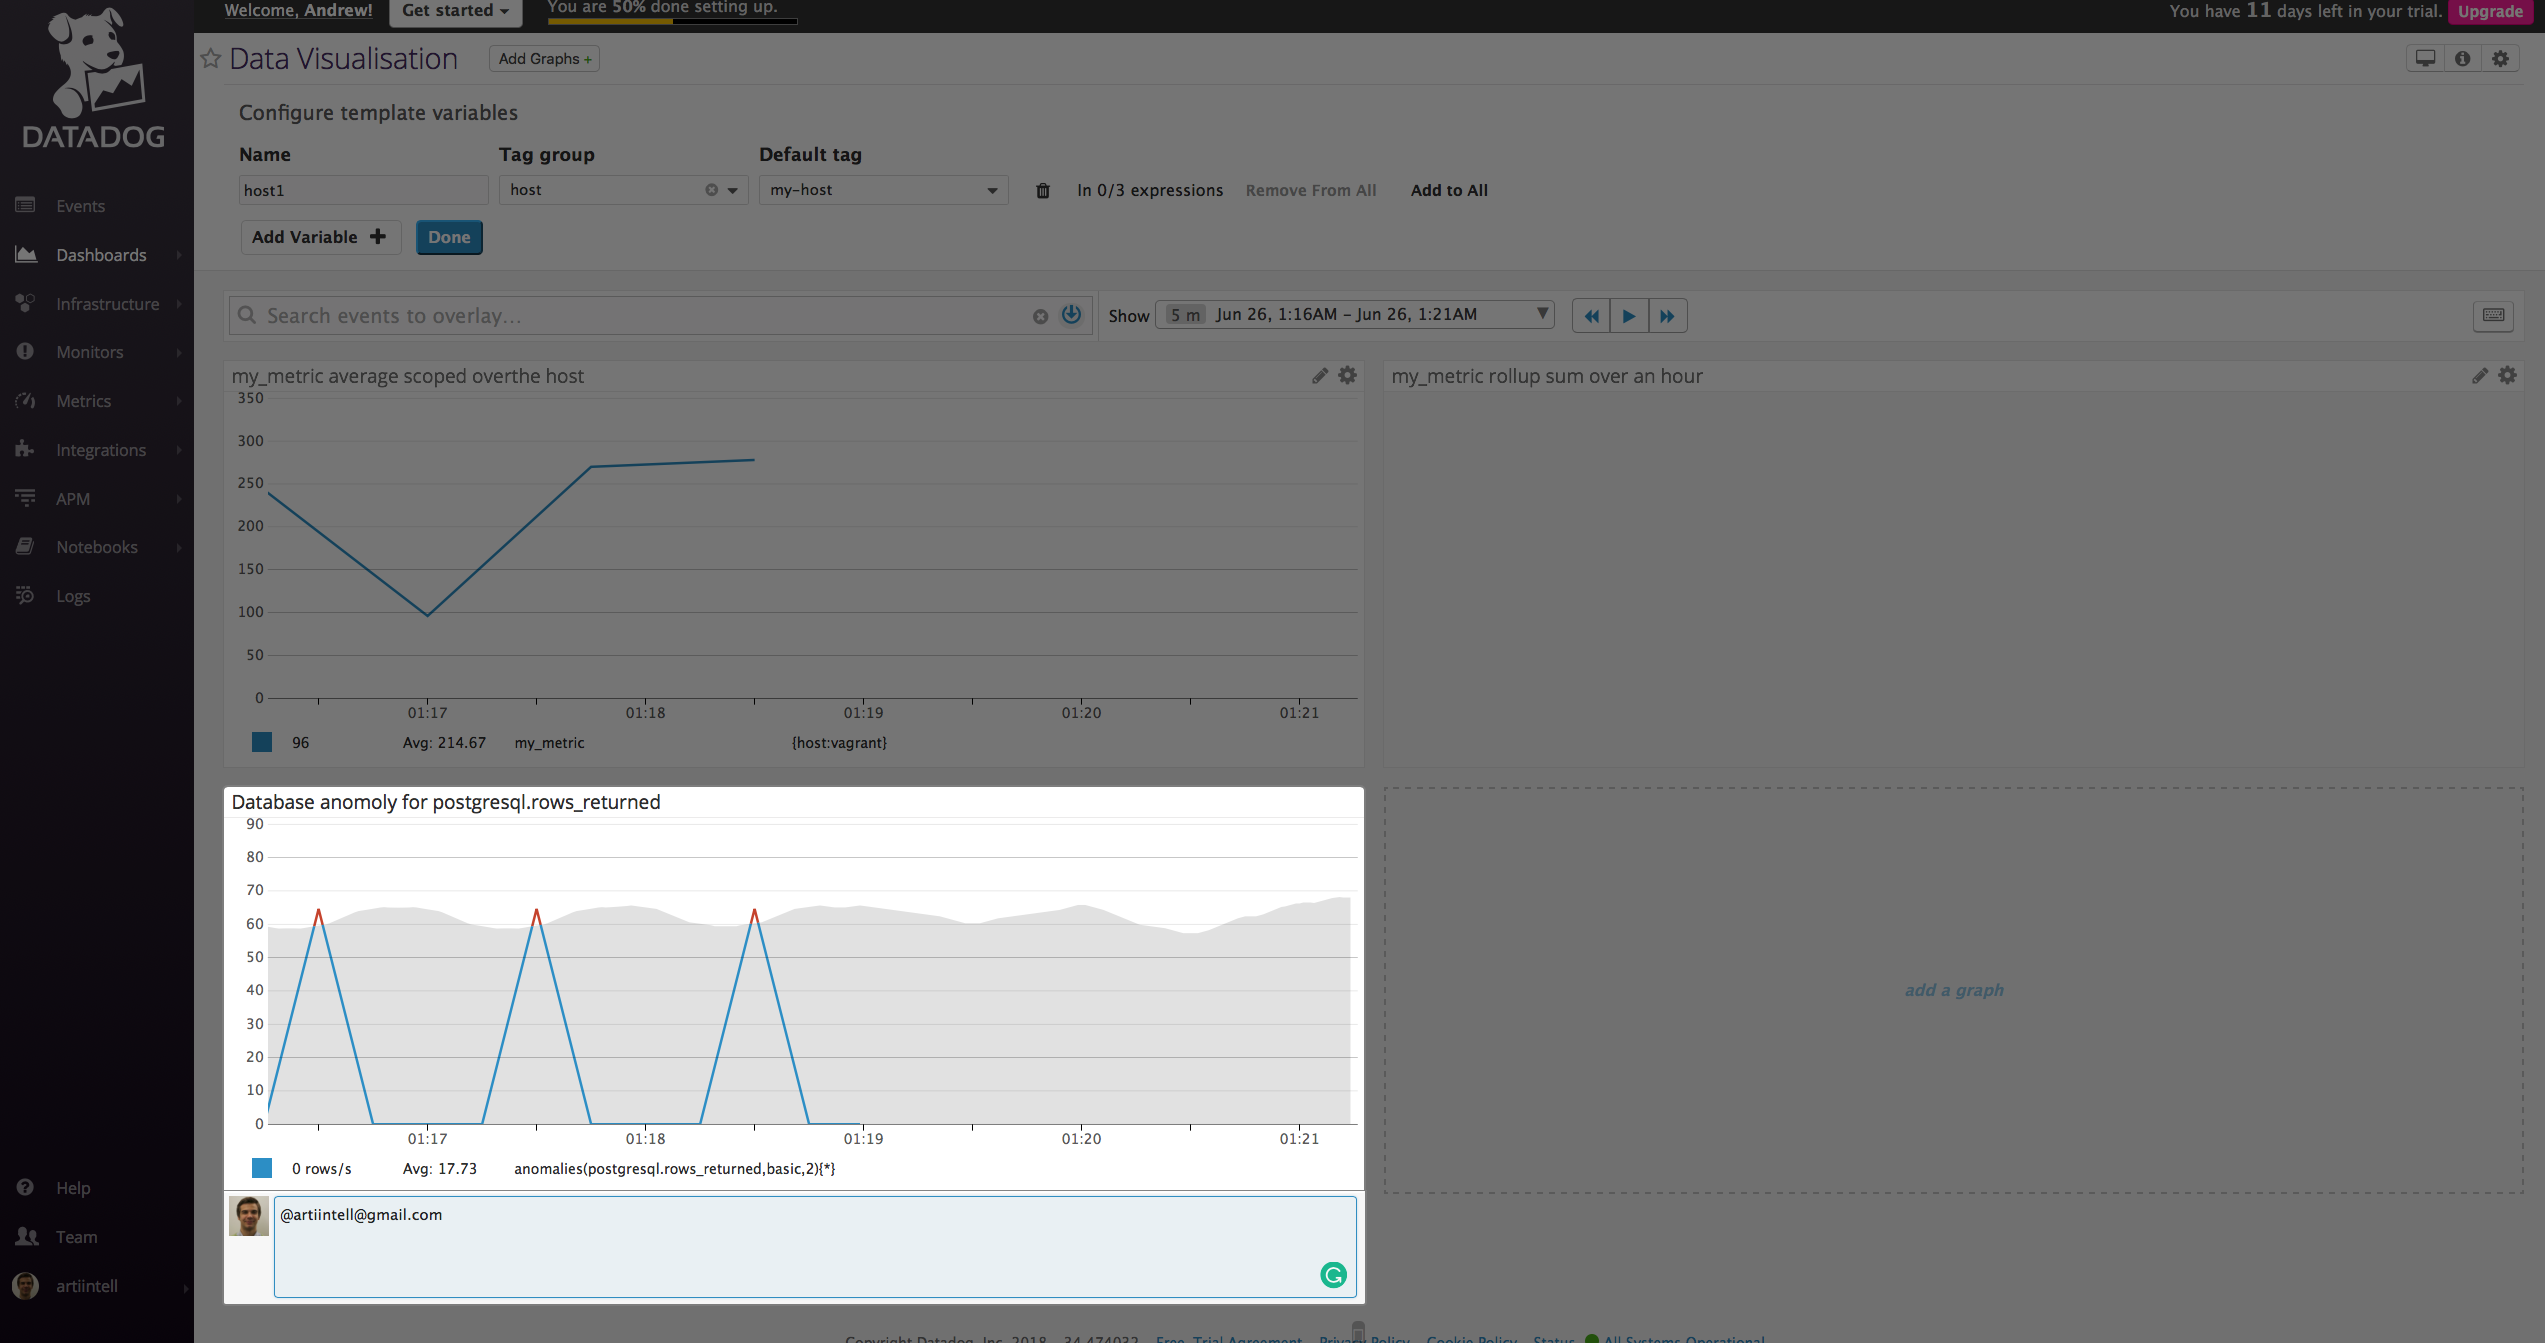 Welcome, Andrew!
Get started
You are 50% done setting up.
You have 11 days left in your trial.
Upgrade
DATADOG
Events
Dashboards
Infrastructure
Monitors
Metrics
Integrations
APM
Notebooks
Logs
Help
Team
artiintell
Data Visualisation
Add Graphs +
Configure template variables
Name Tag group Default tag
host1 host my-host In 0/3 expressions Remove From All Add to All
Add Variable Done
Search events to overlay...
Show 5 m Jun 26, 1:16AM – Jun 26, 1:21AM
my_metric average scoped overthe host
350
300
250
200
150
100
50
0
01:17 01:18 01:19 01:20 01:21
96 Avg: 214.67 my_metric {host:vagrant}
my_metric rollup sum over an hour
Database anomoly for postgresql.rows_returned
90
80
70
60
50
40
30
20
10
0
01:17 01:18 01:19 01:20 01:21
0 rows/s Avg: 17.73 anomalies(postgresql.rows_returned,basic,2){*}
@artiintell@gmail.com
add a graph
Copyright Datadog, Inc. 2018 - 34.474032 Free Trial Agreement Privacy Policy Cookie Policy Status All Systems Operational